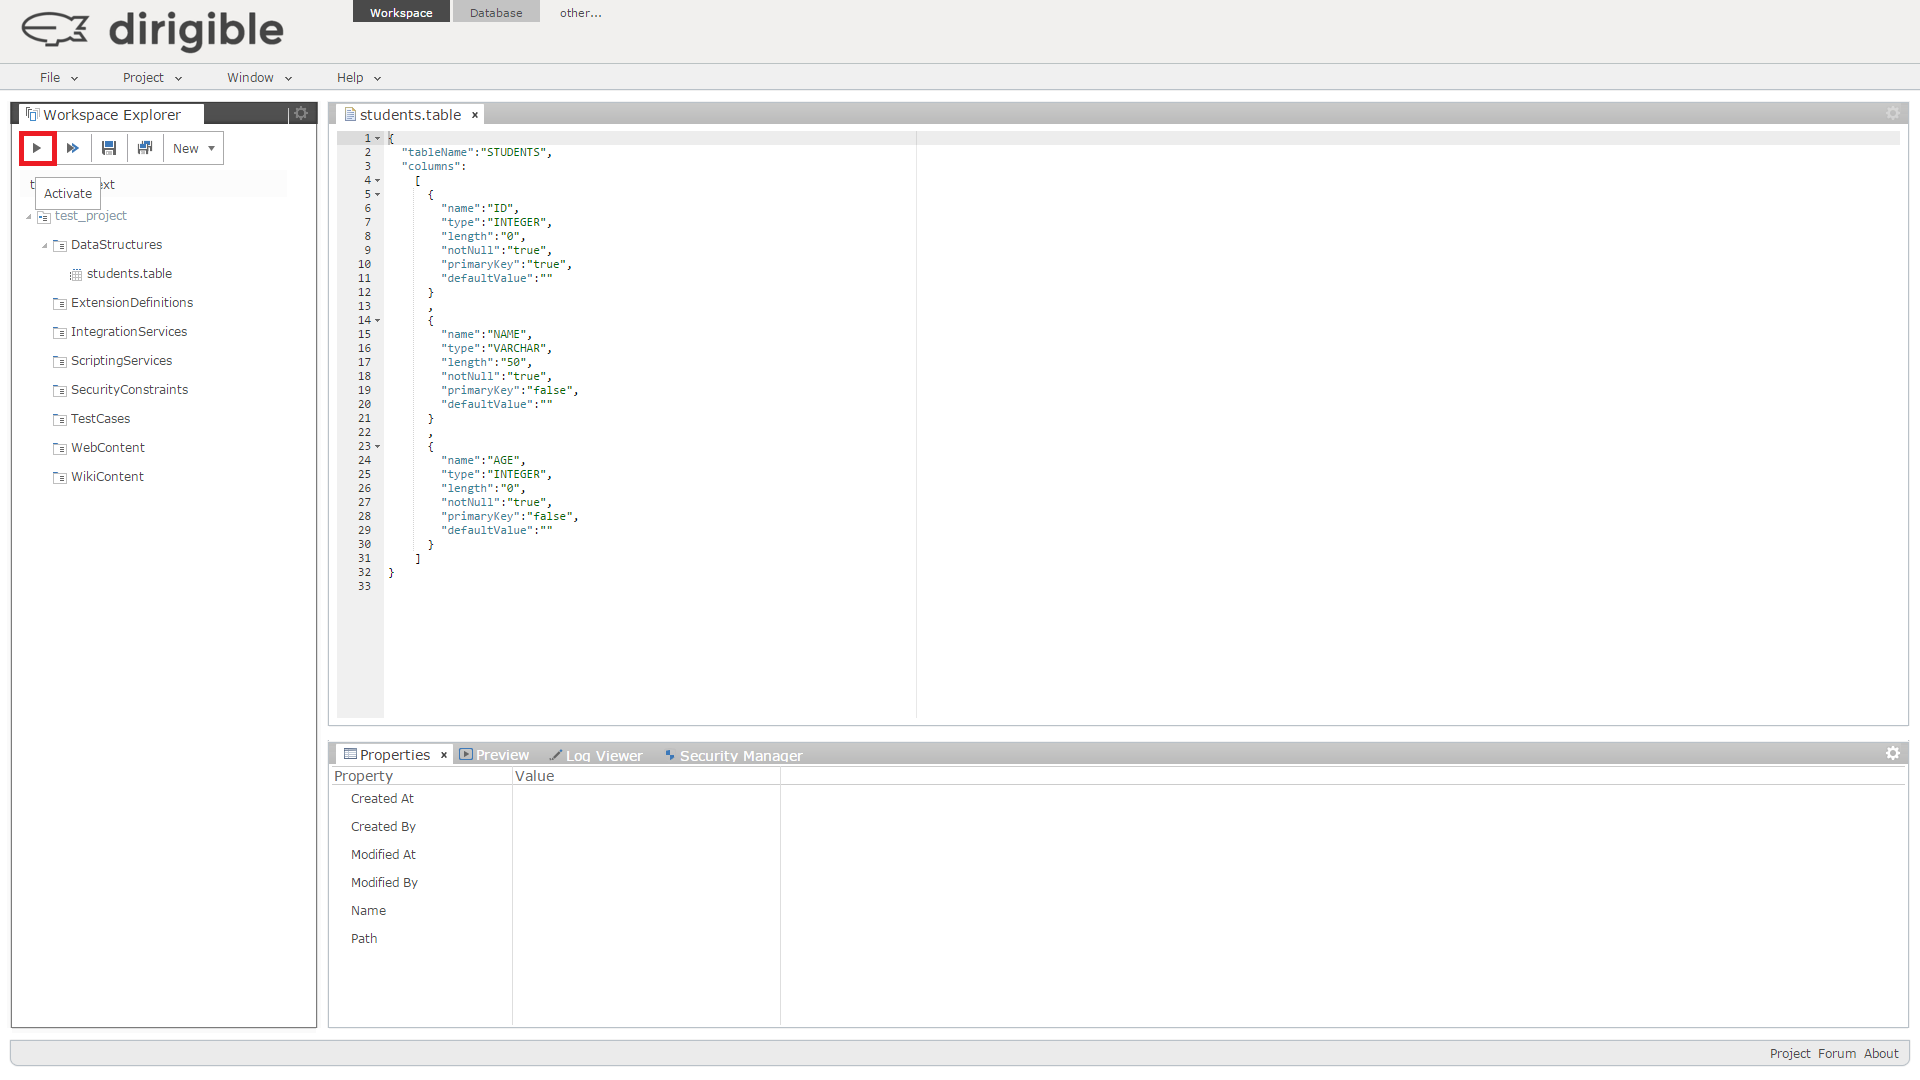 dirigible
Workspace
Database
other...
File
Project
Window
Help
Workspace Explorer
New
Activate
test_project
DataStructures
students.table
ExtensionDefinitions
IntegrationServices
ScriptingServices
SecurityConstraints
TestCases
WebContent
WikiContent
students.table ×
1 {
2 "tableName":"STUDENTS",
3 "columns":
4 [
5 {
6 "name":"ID",
7 "type":"INTEGER",
8 "length":"0",
9 "notNull":"true",
10 "primaryKey":"true",
11 "defaultValue":""
12 }
13 ,
14 {
15 "name":"NAME",
16 "type":"VARCHAR",
17 "length":"50",
18 "notNull":"true",
19 "primaryKey":"false",
20 "defaultValue":""
21 }
22 ,
23 {
24 "name":"AGE",
25 "type":"INTEGER",
26 "length":"0",
27 "notNull":"true",
28 "primaryKey":"false",
29 "defaultValue":""
30 }
31 ]
32 }
33
Properties ×
Preview
Log Viewer
Security Manager
Property Value
Created At
Created By
Modified At
Modified By
Name
Path
Project Forum About